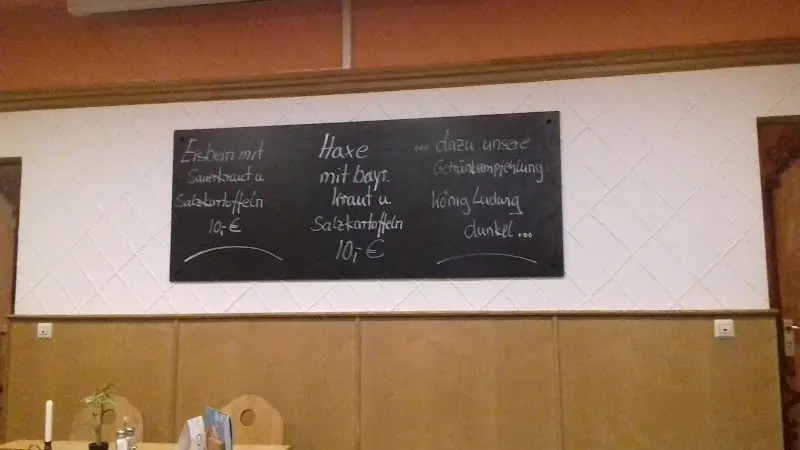 Eisbein mit
Sauerkraut u
Salzkartoffeln
10,- €
Haxe
mit bayr.
kraut u.
Salzkartoffeln
10,- €
... dazu unsere
Getränkempfehlung
könig Ludwig
dunkel ...